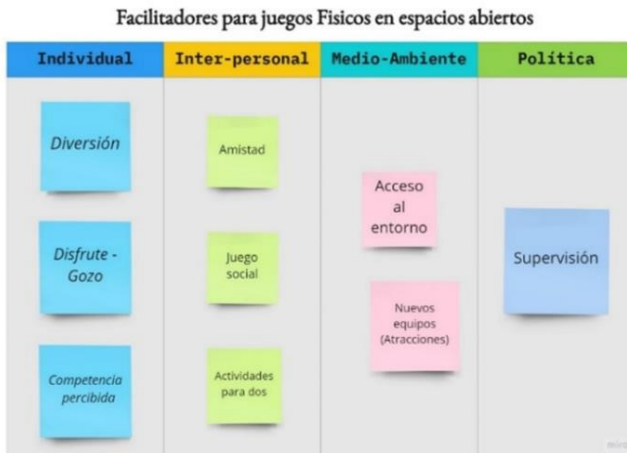 Facilitadores para juegos Fisicos en espacios abiertos
Individual
Inter-personal
Medio-Ambiente
Política
Diversión
Disfrute -
Gozo
Competencia
percibida
Amistad
Juego
social
Actividades
para dos
Acceso
al
entorno
Nuevos
equipos
(Atracciones)
Supervisión
miro